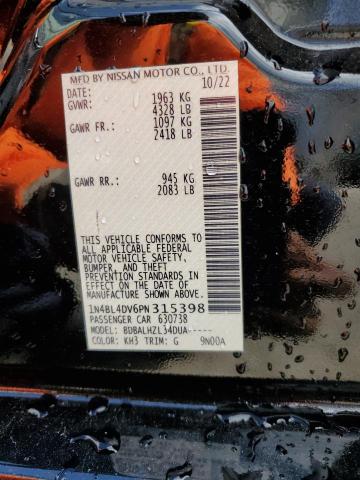 MFD BY NISSAN MOTOR CO., LTD.
DATE: 10/22
GVWR: 1963 KG
4328 LB
GAWR FR.: 1097 KG
2418 LB
GAWR RR.: 945 KG
2083 LB
THIS VEHICLE CONFORMS TO
ALL APPLICABLE FEDERAL
MOTOR VEHICLE SAFETY,
BUMPER, AND THEFT
PREVENTION STANDARDS IN
EFFECT ON THE DATE OF
MANUFACTURE SHOWN ABOVE.
1N4BL4DV6PN315398
PASSENGER CAR 630738
MODEL: BDBALHZL34DUA-----
COLOR: KH3 TRIM: G 9N00A